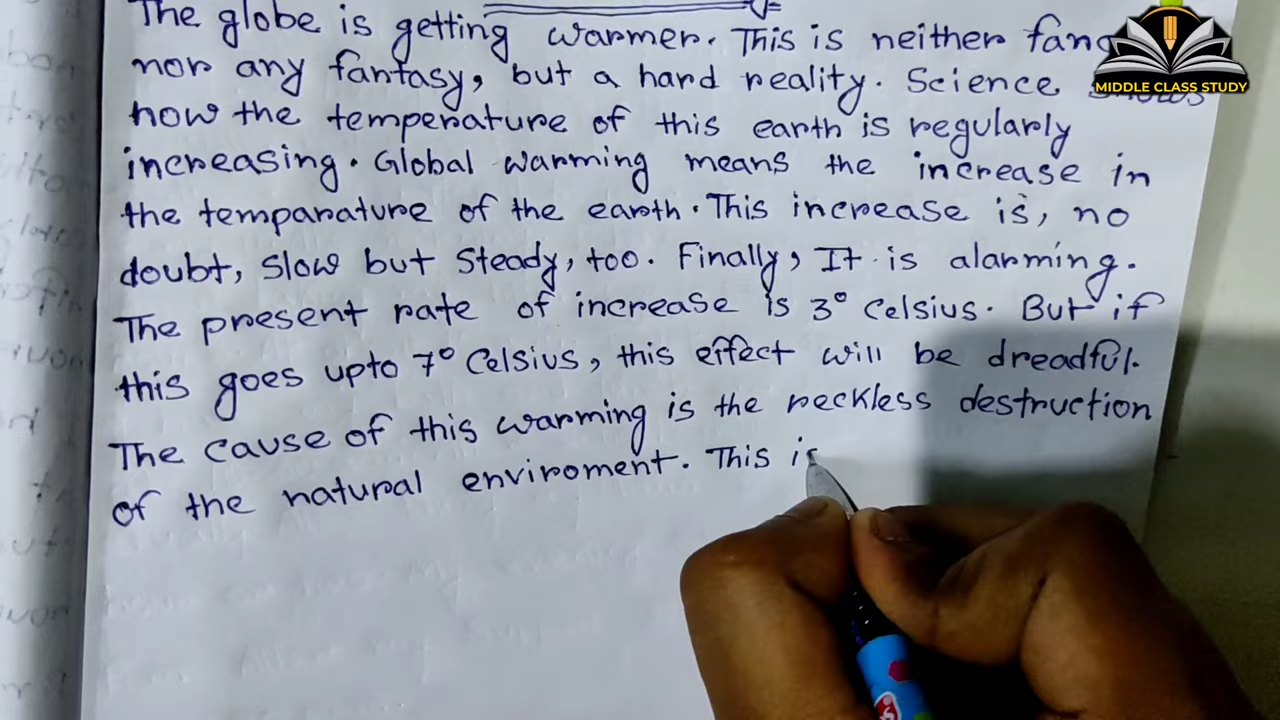 The globe is getting warmer. This is neither
nor any fantasy, but a hard reality. Science shows
how the temperature of this earth is regularly
increasing. Global warming means the increase in
the temparature of the earth. This increase is, no
doubt, slow but steady, too. Finally, It is alarming.
The present rate of increase is 3° Celsius. But if
this goes upto 7° Celsius, this effect will be dreadful.
The cause of this warming is the reckless destruction
of the natural enviroment. This is
MIDDLE CLASS STUDY